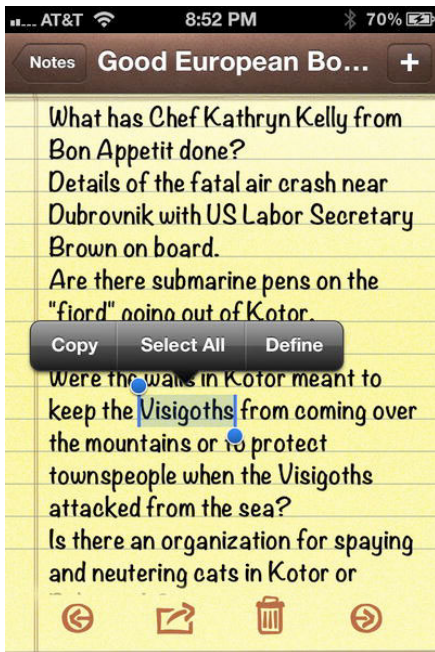 AT&T 8:52 PM 70%
Notes Good European Bo... +
What has Chef Kathryn Kelly from
Bon Appetit done?
Details of the fatal air crash near
Dubrovnik with US Labor Secretary
Brown on board.
Are there submarine pens on the
"fjord" going out of Kotor.
Copy Select All Define
Were the walls in Kotor meant to
keep the Visigoths from coming over
the mountains or to protect
townspeople when the Visigoths
attacked from the sea?
Is there an organization for spaying
and neutering cats in Kotor or